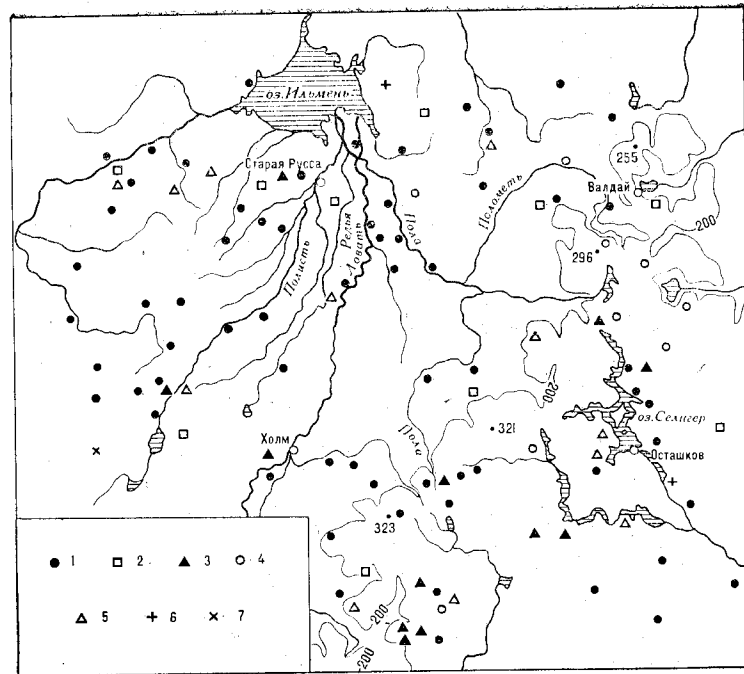 оз. Ильмень
Старая Русса
255
Валдай
200
Полометь
Пола
Редья
Ловать
Полисть
296
200
оз. Селигер
321
Холм
Пола
Осташков
323
200
200
1 2 3 4
5 6 7